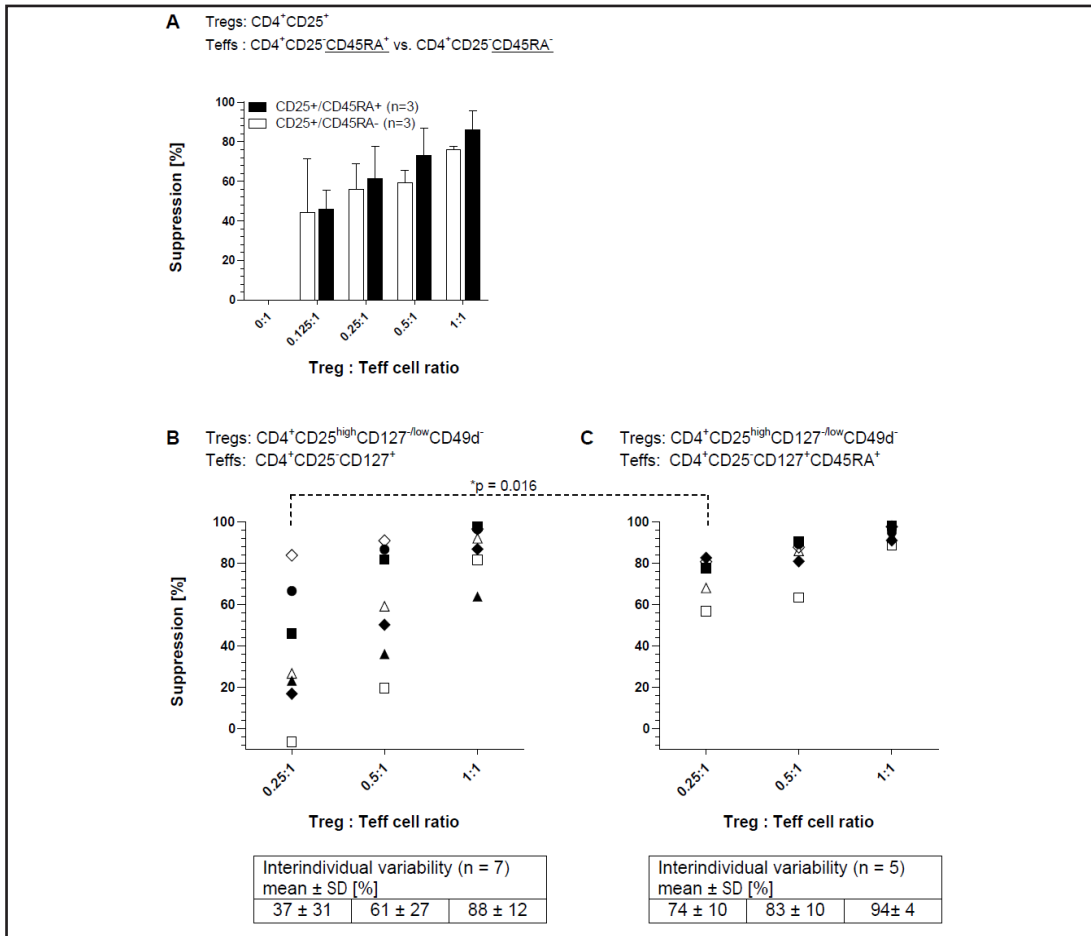 A Tregs: CD4⁺CD25⁺
Teffs : CD4⁺CD25⁻CD45RA⁺ vs. CD4⁺CD25⁻CD45RA⁻
CD25+/CD45RA+ (n=3)
CD25+/CD45RA- (n=3)
Suppression [%]
100
80
60
40
20
0
0:1 0.125:1 0.25:1 0.5:1 1:1
Treg : Teff cell ratio
B Tregs: CD4⁺CD25ʰⁱᵍʰCD127⁻/ˡᵒʷCD49d⁻
Teffs: CD4⁺CD25⁻CD127⁺
C Tregs: CD4⁺CD25ʰⁱᵍʰCD127⁻/ˡᵒʷCD49d⁻
Teffs: CD4⁺CD25⁻CD127⁺CD45RA⁺
*p = 0.016
Suppression [%]
100
80
60
40
20
0
0.25:1 0.5:1 1:1
Treg : Teff cell ratio
100
80
60
40
20
0
0.25:1 0.5:1 1:1
Treg : Teff cell ratio
Interindividual variability (n = 7)
mean ± SD [%]
37 ± 31 61 ± 27 88 ± 12
Interindividual variability (n = 5)
mean ± SD [%]
74 ± 10 83 ± 10 94± 4